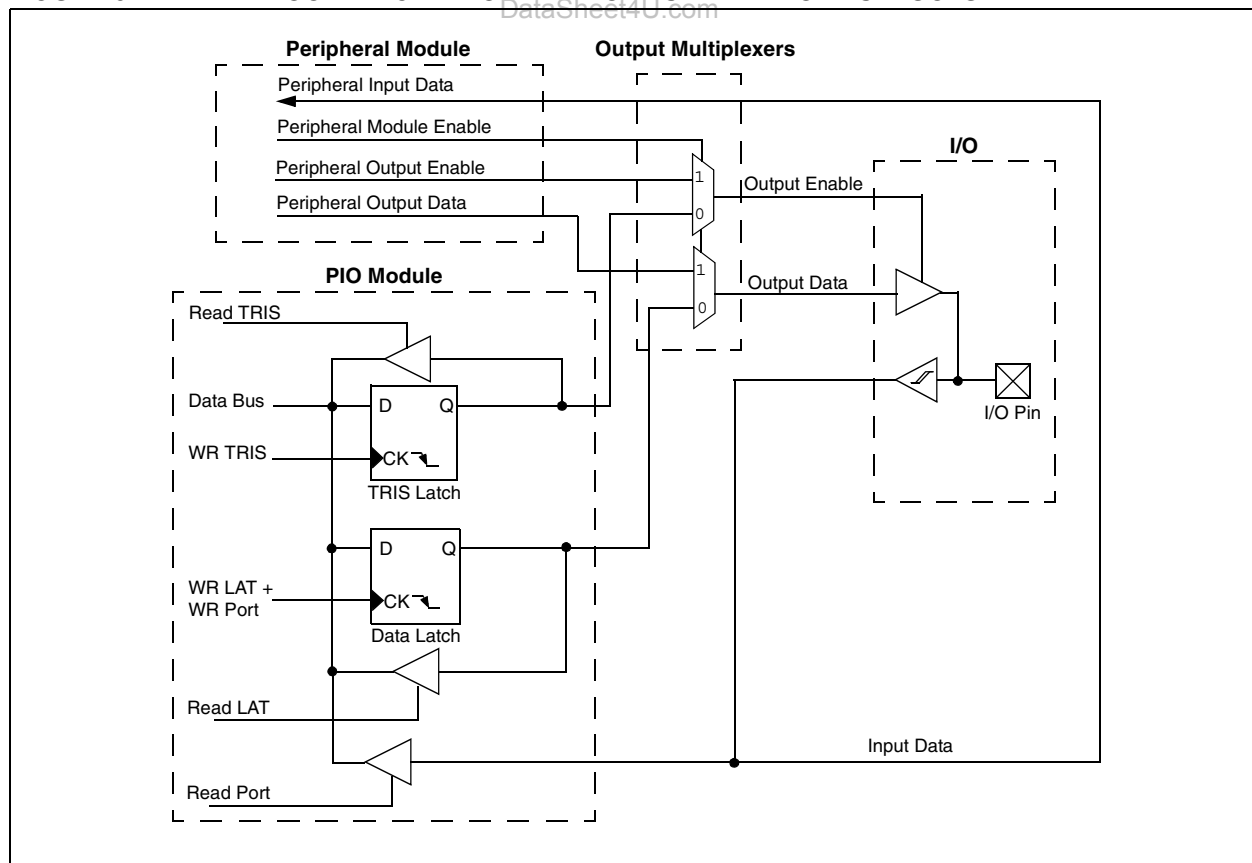 DataSheet4U.com
Peripheral Module
Output Multiplexers
Peripheral Input Data
Peripheral Module Enable
I/O
Peripheral Output Enable
1
Output Enable
Peripheral Output Data
0
PIO Module
1
Output Data
Read TRIS
0
Data Bus
D
Q
I/O Pin
WR TRIS
CK
TRIS Latch
D
Q
WR LAT +
WR Port
CK
Data Latch
Read LAT
Input Data
Read Port